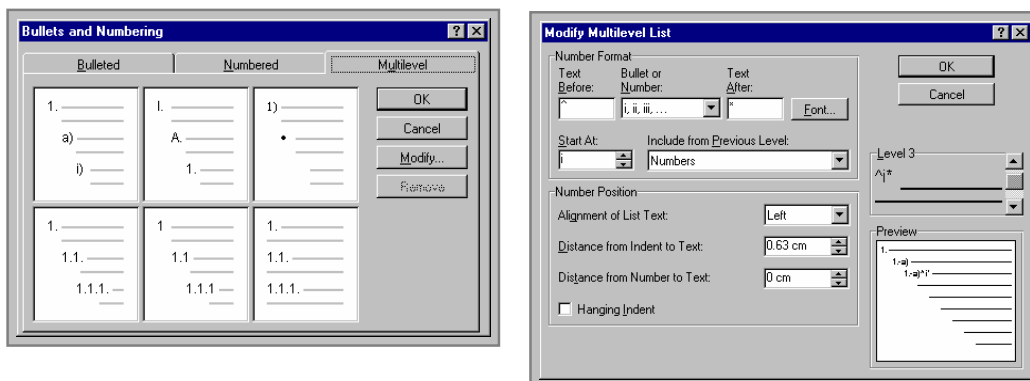 Bullets and Numbering
Bulleted
Numbered
Multilevel
1.
a)
i)
I.
A.
1.
1)
•
1.
1.1.
1.1.1.
1
1.1
1.1.1
1.
1.1.
1.1.1.
OK
Cancel
Modify...
Remove
Modify Multilevel List
Number Format
Text Before:
Bullet or Number:
Text After:
^
i, ii, iii, ...
*
Font...
Start At:
Include from Previous Level:
i
Numbers
Number Position
Alignment of List Text:
Left
Distance from Indent to Text:
0.63 cm
Distance from Number to Text:
0 cm
Hanging Indent
OK
Cancel
Level 3
^i*
Preview
1.
1.-a)